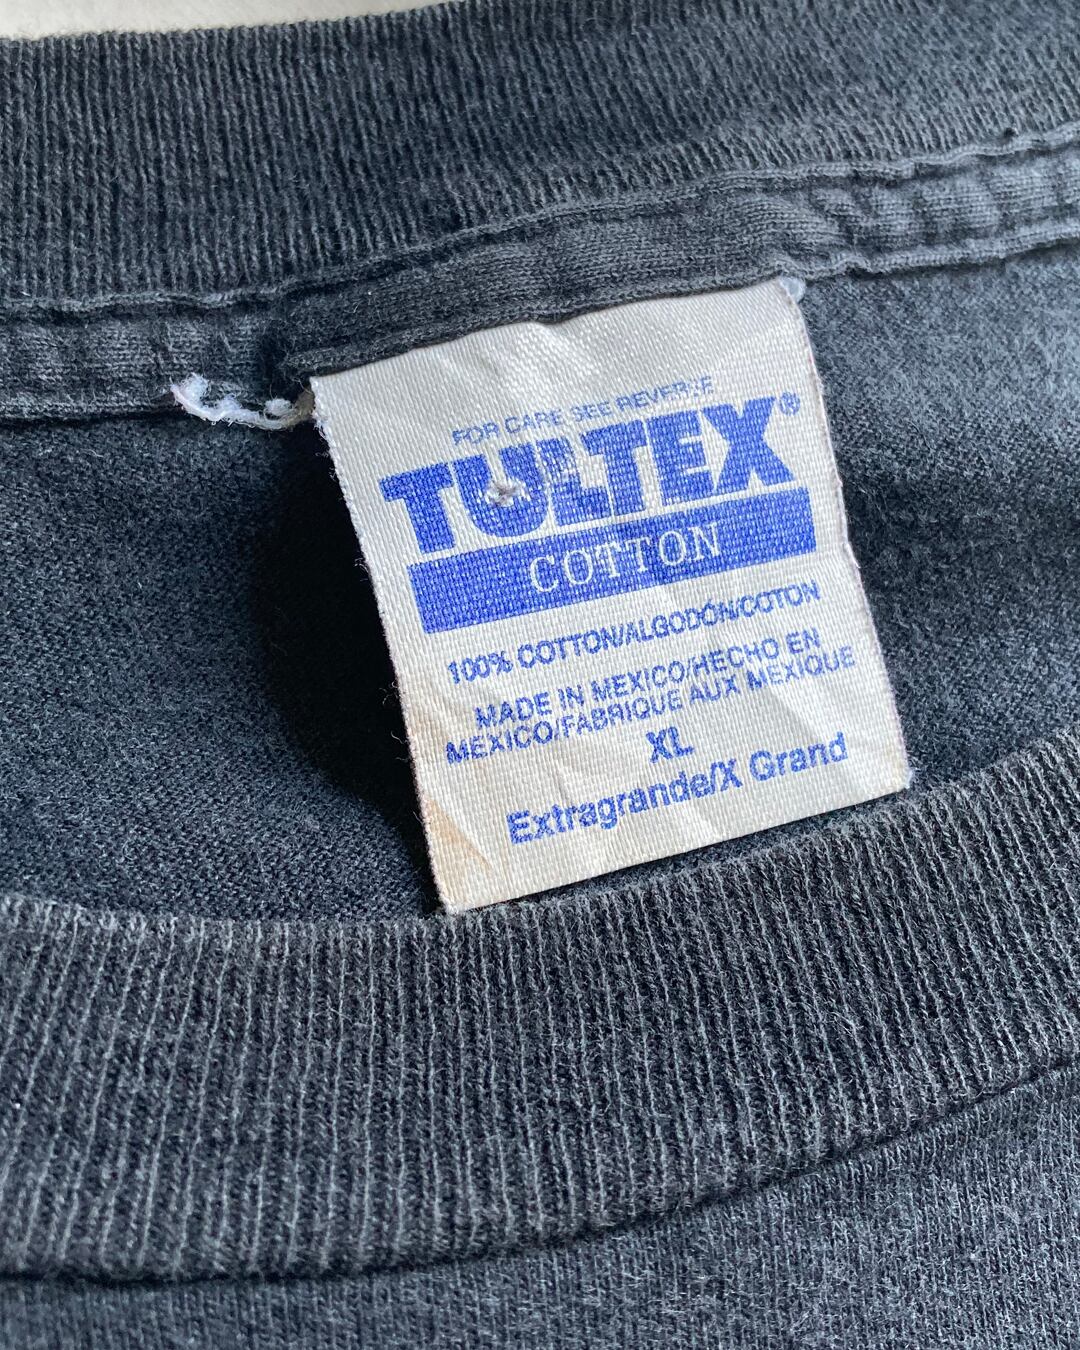 FOR CARE SEE REVERSE
TULTEX®
COTTON
100% COTTON/ALGODÓN/COTON
MADE IN MEXICO/HECHO EN
MÉXICO/FABRIQUE AUX MEXIQUE
XL
Extragrande/X Grand